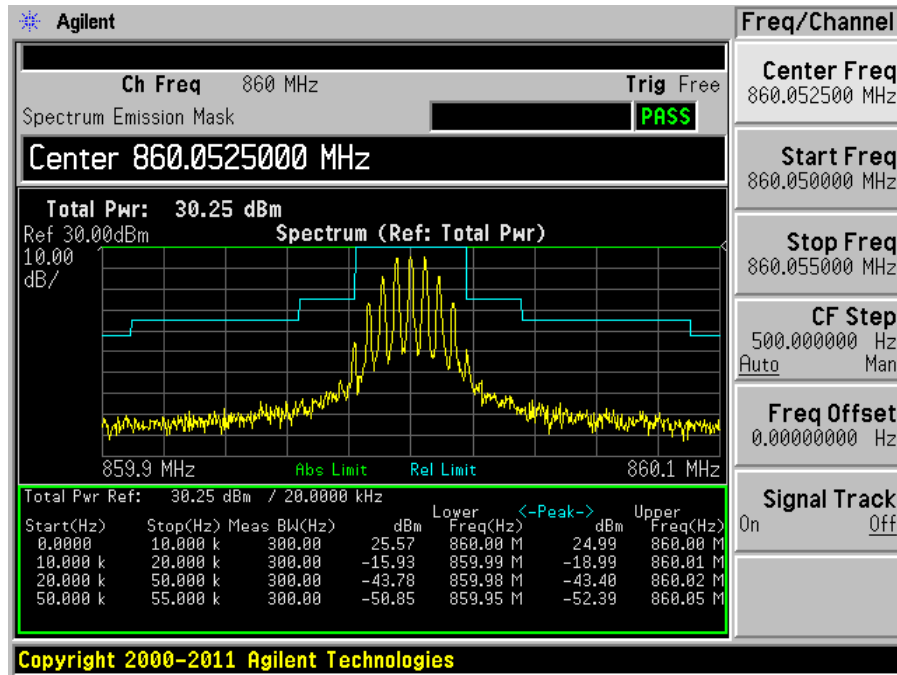 Agilent
Freq/Channel
Ch Freq 860 MHz Trig Free
Spectrum Emission Mask PASS
Center 860.0525000 MHz
Total Pwr: 30.25 dBm
Ref 30.00dBm Spectrum (Ref: Total Pwr)
10.00
dB/
859.9 MHz Abs Limit Rel Limit 860.1 MHz
Total Pwr Ref: 30.25 dBm / 20.0000 kHz
Lower <-Peak-> Upper
Start(Hz) Stop(Hz) Meas BW(Hz) dBm Freq(Hz) dBm Freq(Hz)
0.0000 10.000 k 300.00 25.57 860.00 M 24.99 860.00 M
10.000 k 20.000 k 300.00 -15.93 859.99 M -18.99 860.01 M
20.000 k 50.000 k 300.00 -43.78 859.98 M -43.40 860.02 M
50.000 k 55.000 k 300.00 -50.85 859.95 M -52.39 860.05 M
Center Freq
860.052500 MHz
Start Freq
860.050000 MHz
Stop Freq
860.055000 MHz
CF Step
500.000000 Hz
Auto Man
Freq Offset
0.00000000 Hz
Signal Track
On Off
Copyright 2000-2011 Agilent Technologies